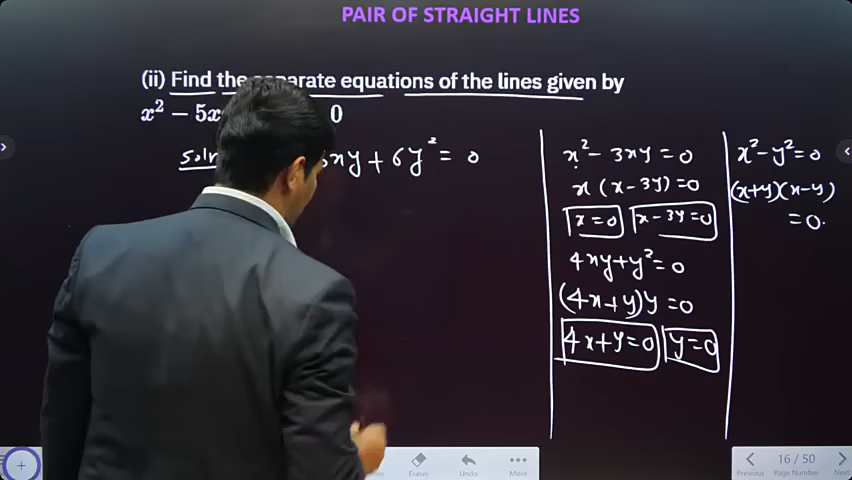 PAIR OF STRAIGHT LINES
(ii) Find the separate equations of the lines given by
x² − 5x 0
Soln xy + 6y² = 0
x² - 3xy = 0
x (x - 3y) = 0
x = 0 x - 3y = 0
4xy + y² = 0
(4x + y)y = 0
4x + y = 0 y = 0
x² - y² = 0
(x+y)(x-y)
= 0.
Eraser Undo More
Previous 16 / 50 Page Number Next